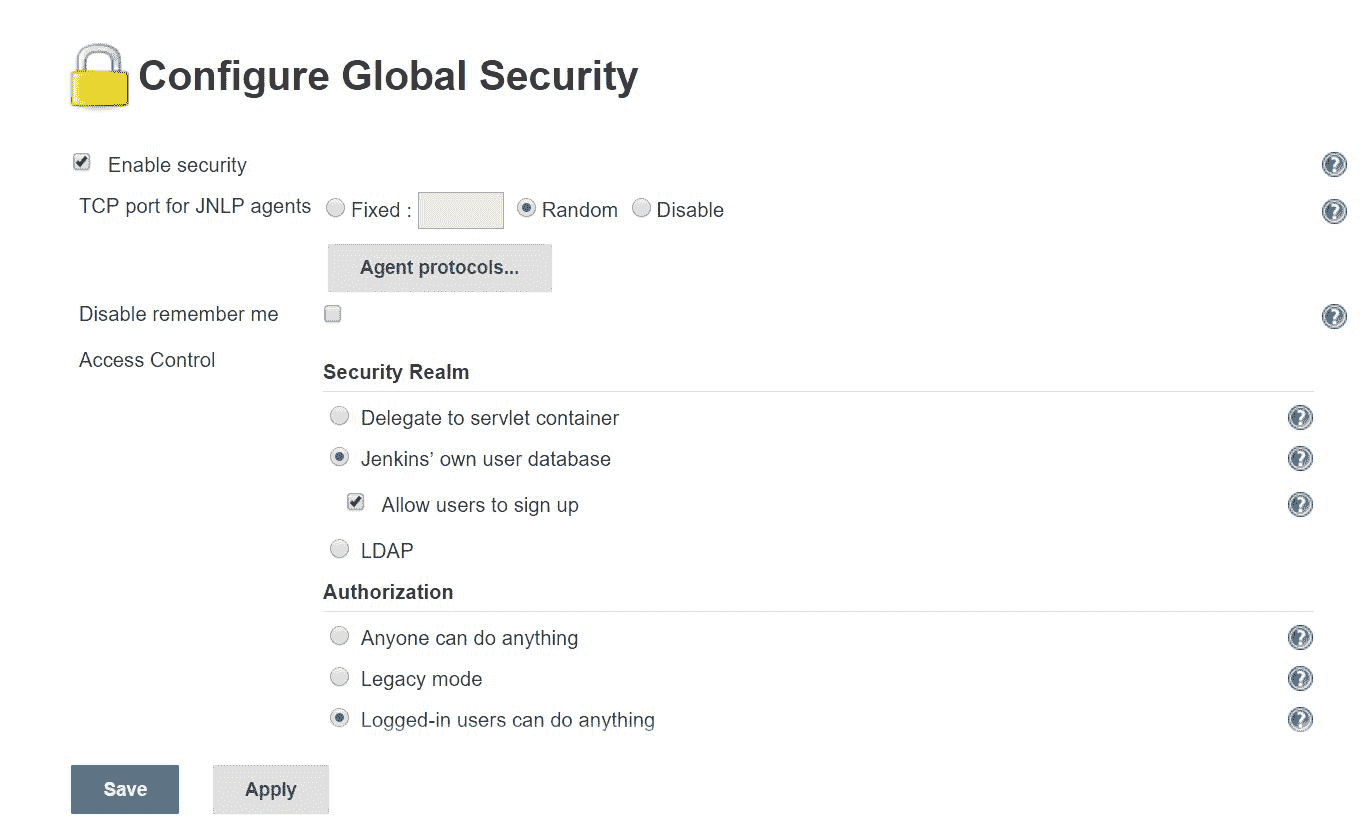 Configure Global Security
Enable security
TCP port for JNLP agents Fixed : Random Disable
Agent protocols...
Disable remember me
Access Control
Security Realm
Delegate to servlet container
Jenkins’ own user database
Allow users to sign up
LDAP
Authorization
Anyone can do anything
Legacy mode
Logged-in users can do anything
Save Apply